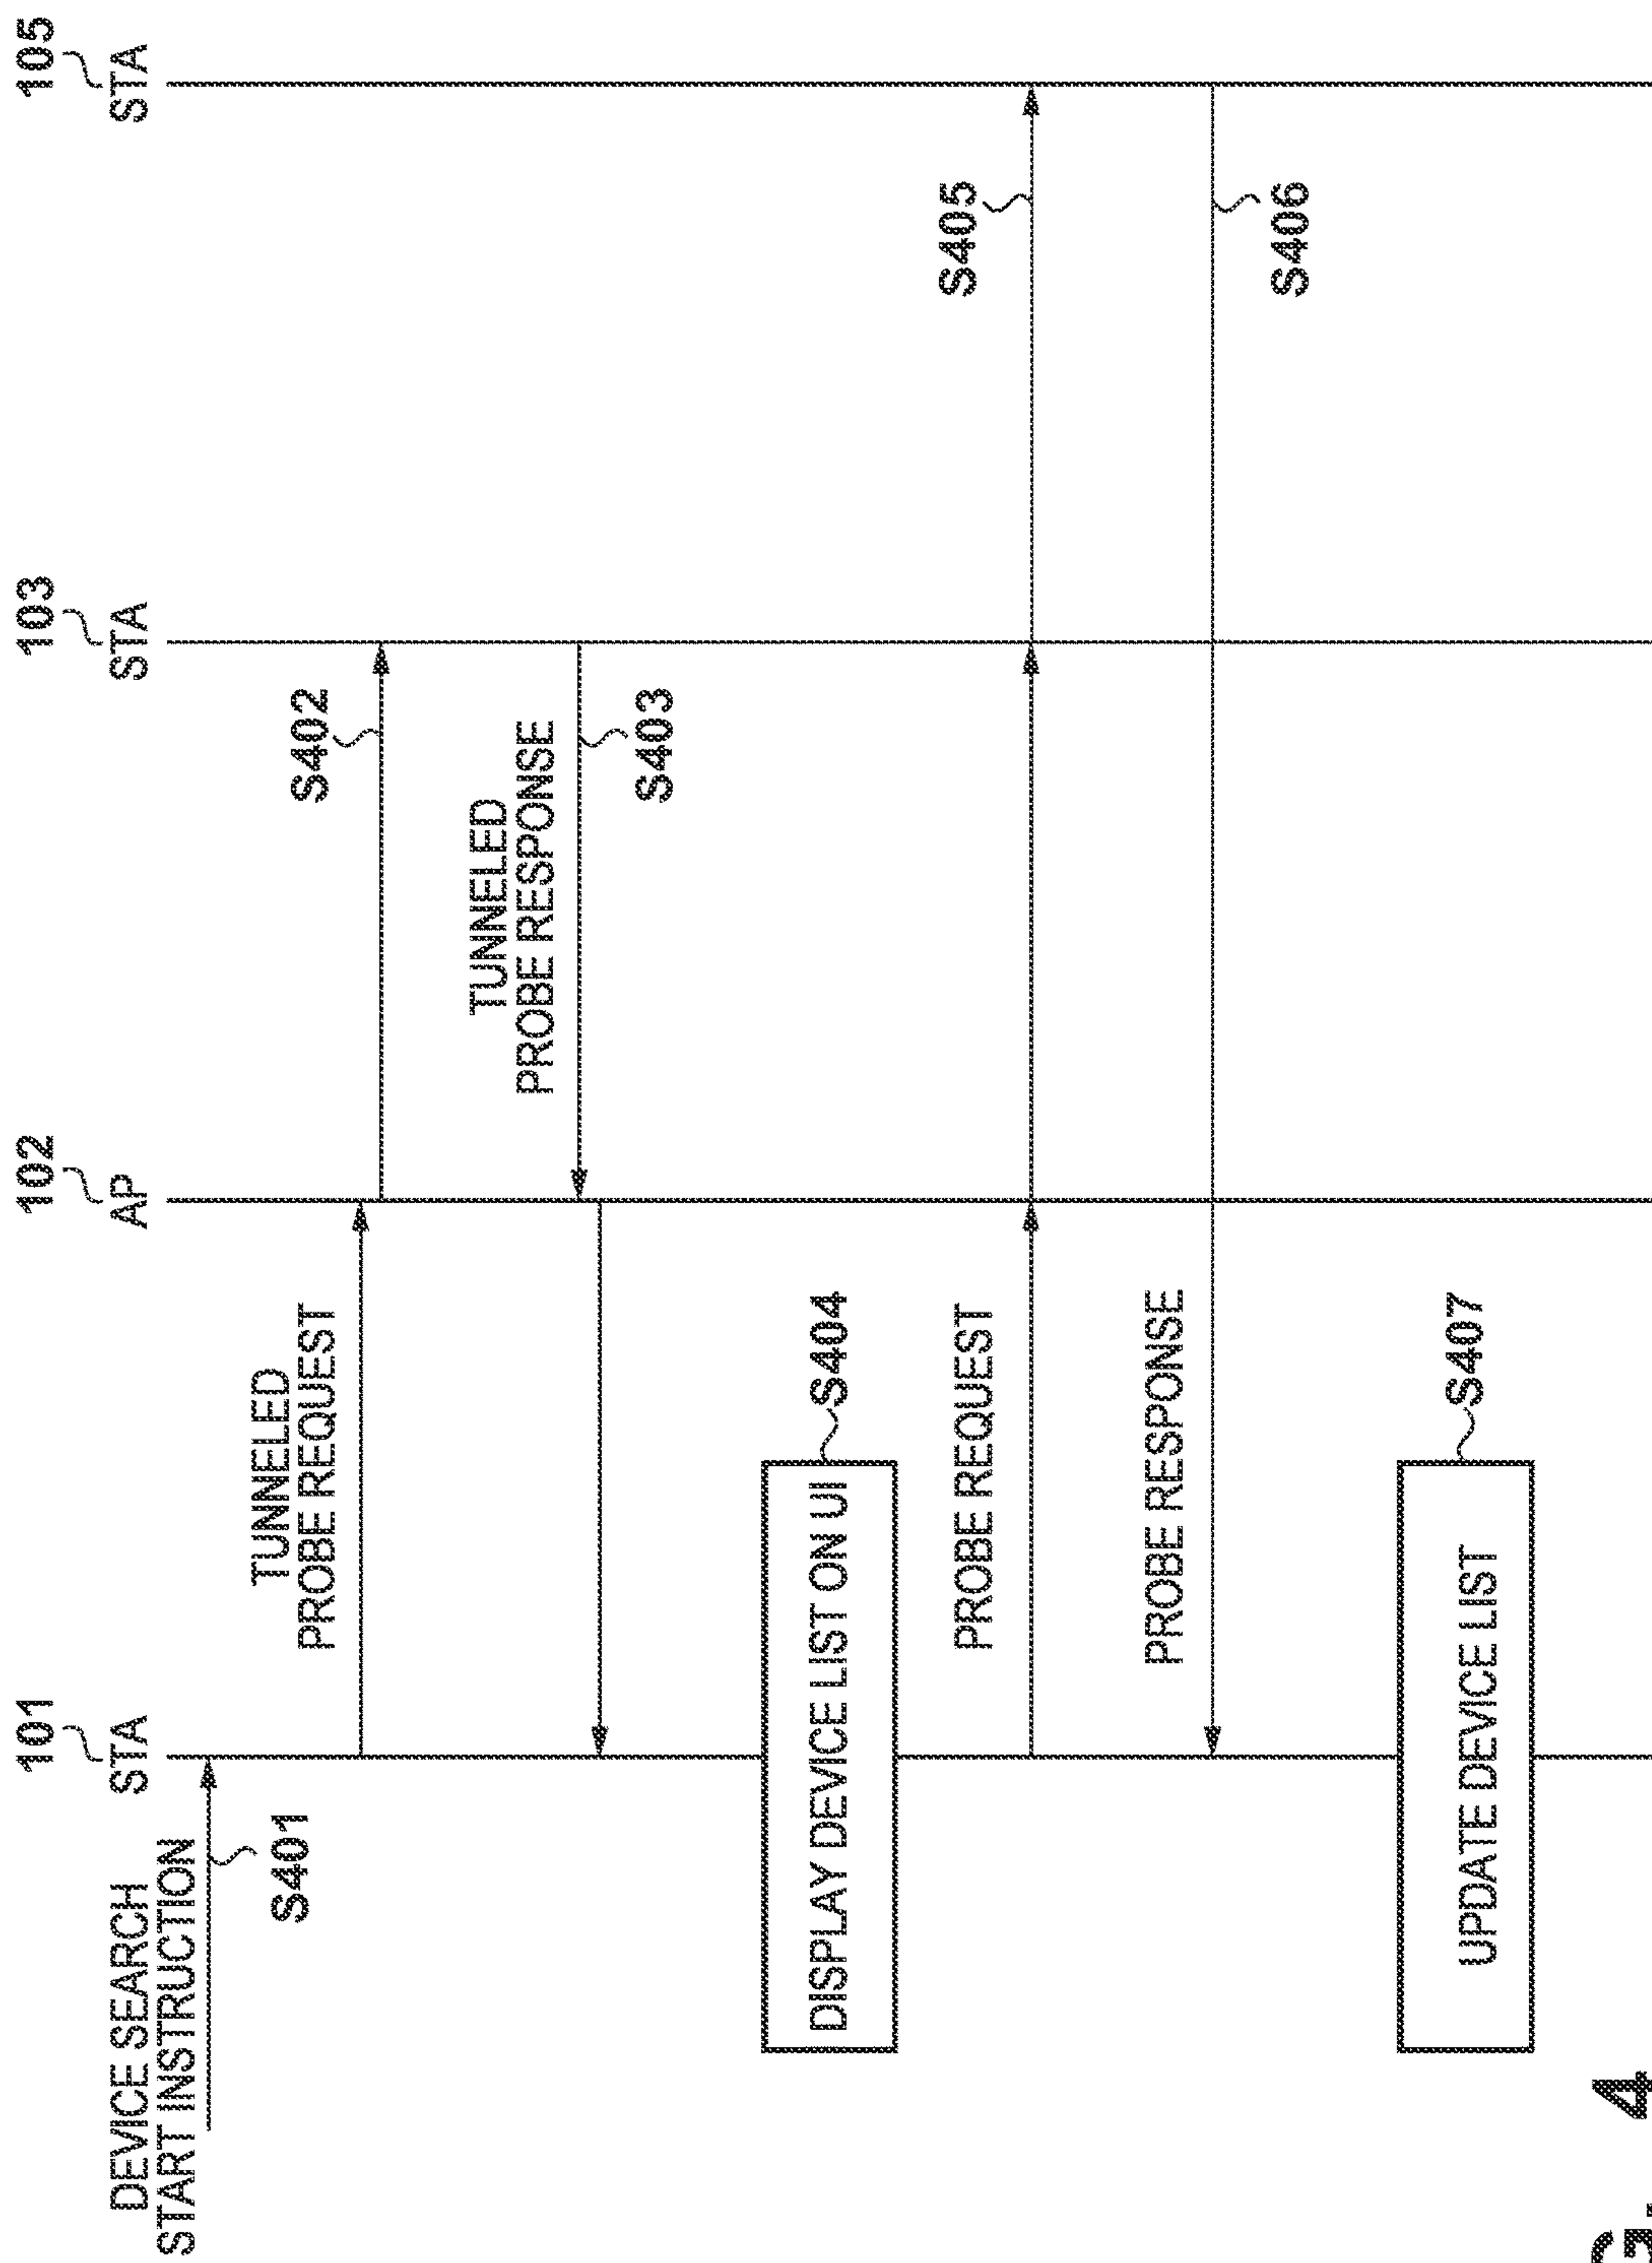 101
STA
102
AP
103
STA
105
STA
DEVICE SEARCH
START INSTRUCTION
S401
TUNNELED
PROBE REQUEST
S402
TUNNELED
PROBE RESPONSE
S403
DISPLAY DEVICE LIST ON UI
S404
PROBE REQUEST
S405
PROBE RESPONSE
S406
UPDATE DEVICE LIST
S407
G. 4